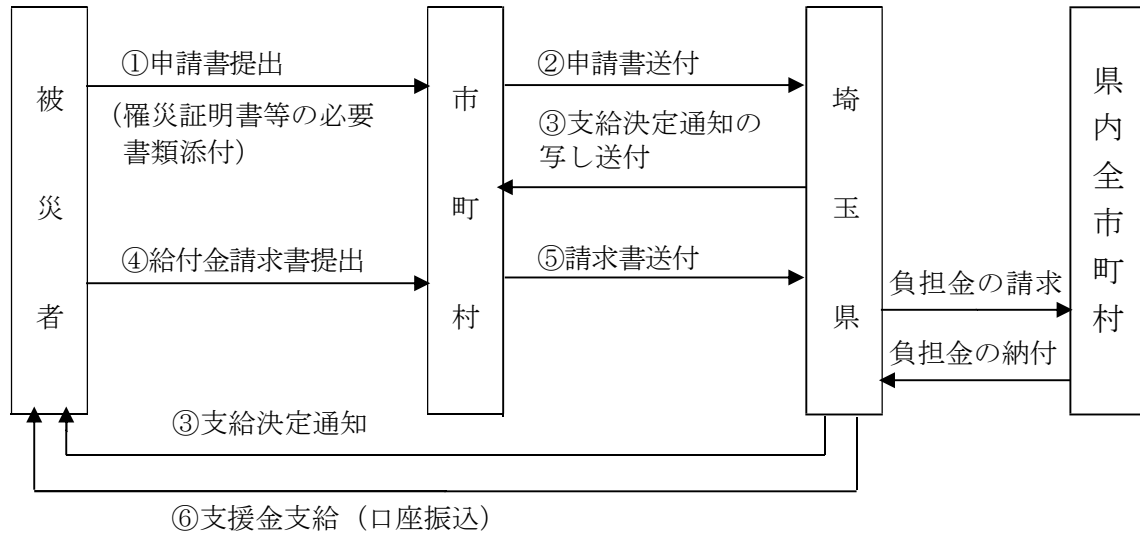 被災者
①申請書提出
(罹災証明書等の必要
書類添付)
④給付金請求書提出
市町村
②申請書送付
③支給決定通知の
写し送付
⑤請求書送付
埼玉県
負担金の請求
負担金の納付
県内全市町村
③支給決定通知
⑥支援金支給（口座振込）